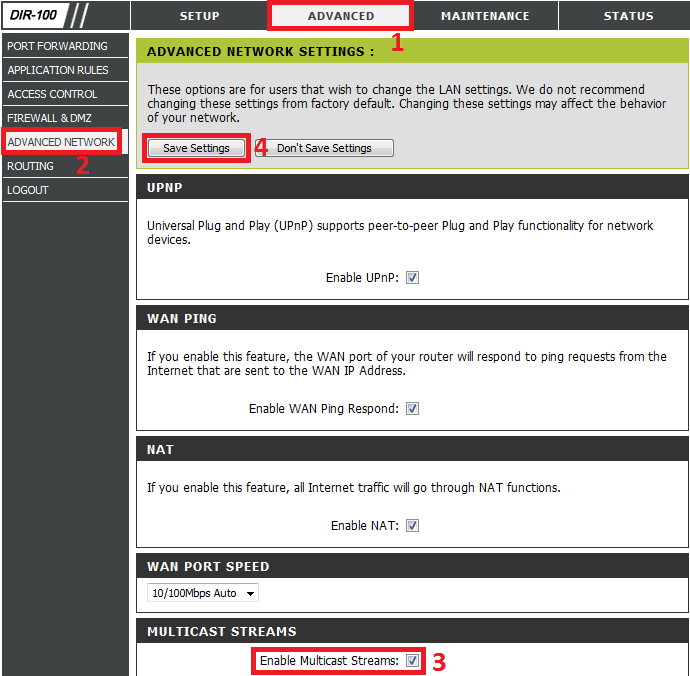 DIR-100
SETUP
ADVANCED
MAINTENANCE
STATUS
1
PORT FORWARDING
APPLICATION RULES
ACCESS CONTROL
FIREWALL & DMZ
ADVANCED NETWORK
2
ROUTING
LOGOUT
ADVANCED NETWORK SETTINGS :
These options are for users that wish to change the LAN settings. We do not recommend
changing these settings from factory default. Changing these settings may affect the behavior
of your network.
Save Settings
4
Don't Save Settings
UPNP
Universal Plug and Play (UPnP) supports peer-to-peer Plug and Play functionality for network
devices.
Enable UPnP:
WAN PING
If you enable this feature, the WAN port of your router will respond to ping requests from the
Internet that are sent to the WAN IP Address.
Enable WAN Ping Respond:
NAT
If you enable this feature, all Internet traffic will go through NAT functions.
Enable NAT:
WAN PORT SPEED
10/100Mbps Auto
MULTICAST STREAMS
Enable Multicast Streams:
3